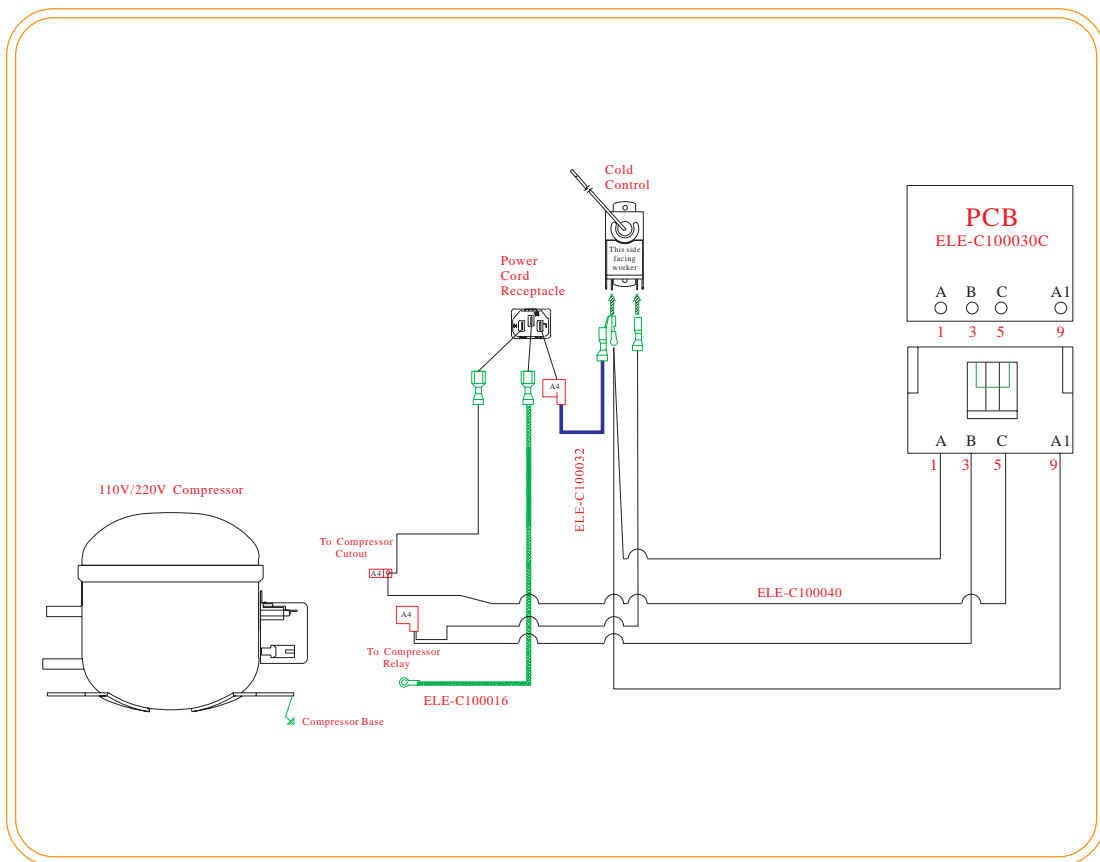 Cold
Control
This side
facing
worker
Power
Cord
Receptacle
PCB
ELE-C100030C
A B C A1
1 3 5 9
A4
A B C A1
1 3 5 9
ELE-C100032
110V/220V Compressor
To Compressor
Cutout
A4
ELE-C100040
A4
To Compressor
Relay
ELE-C100016
Compressor Base